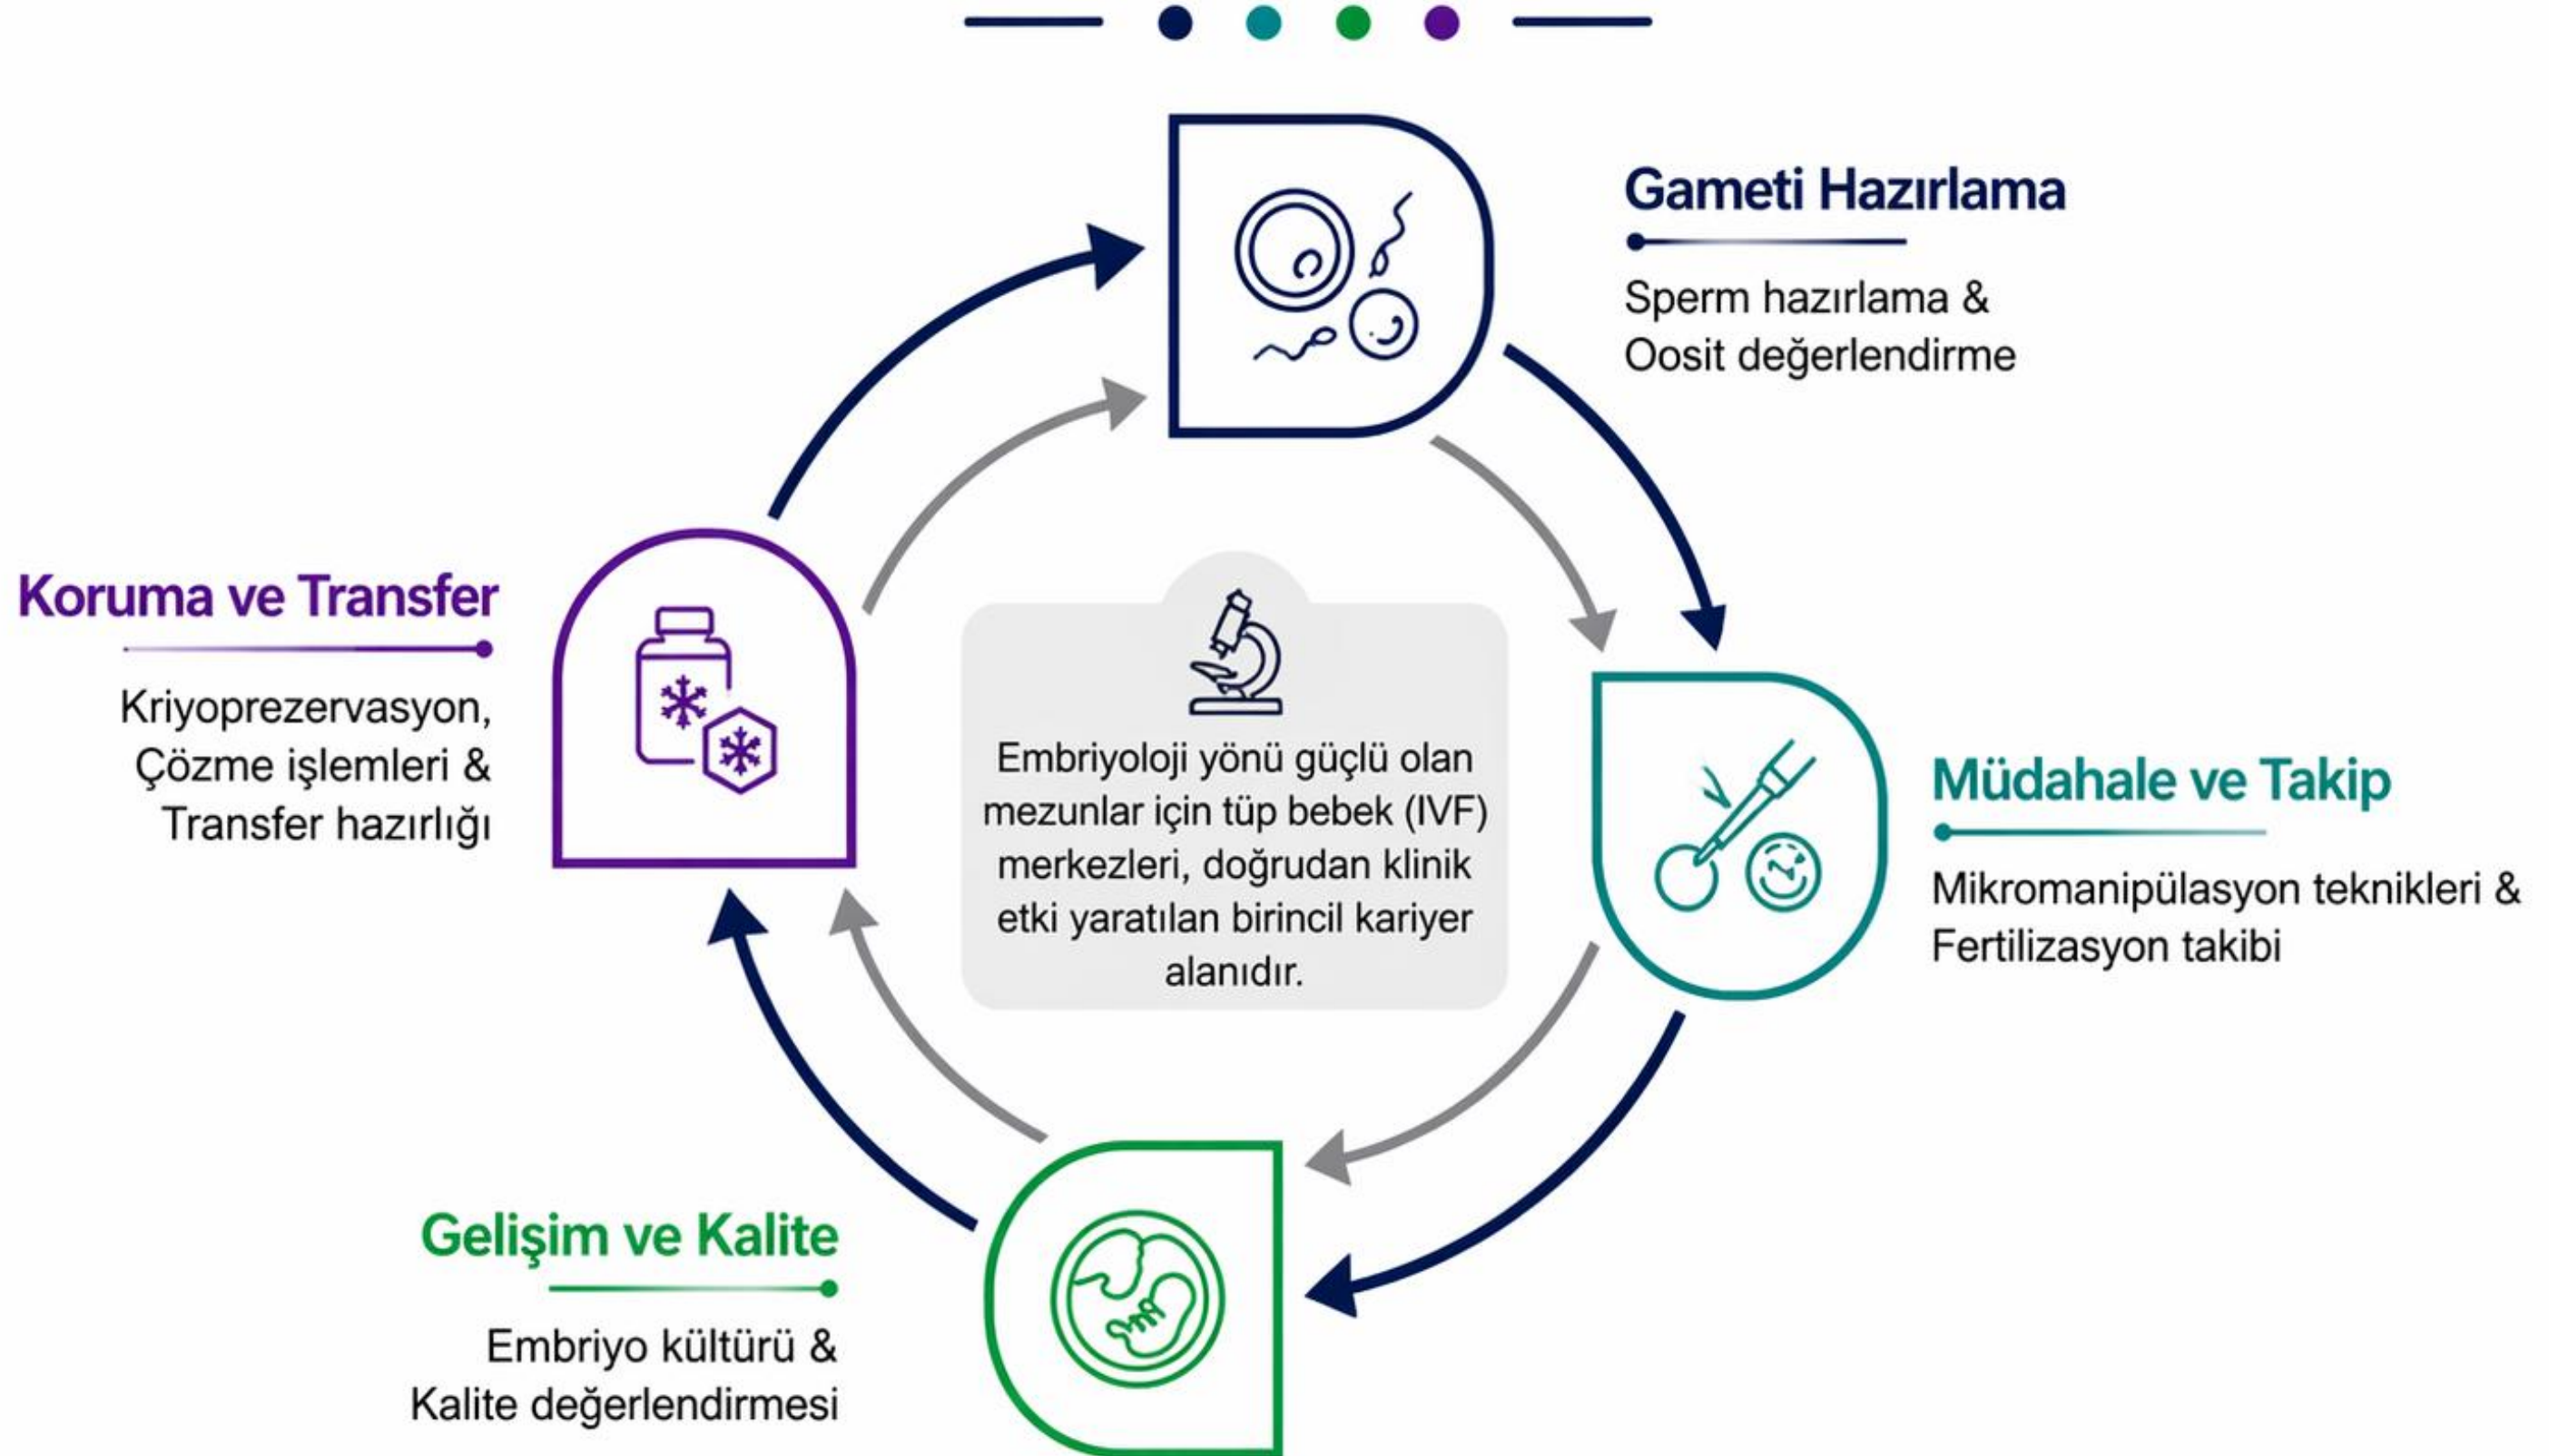 Gameti Hazırlama
Sperm hazırlama &
Oosit değerlendirme
Müdahale ve Takip
Mikromanipülasyon teknikleri &
Fertilizasyon takibi
Gelişim ve Kalite
Embriyo kültürü &
Kalite değerlendirmesi
Koruma ve Transfer
Kriyoprezervasyon,
Çözme işlemleri &
Transfer hazırlığı
Embriyoloji yönü güçlü olan
mezunlar için tüp bebek (IVF)
merkezleri, doğrudan klinik
etki yaratılan birincil kariyer
alanıdır.